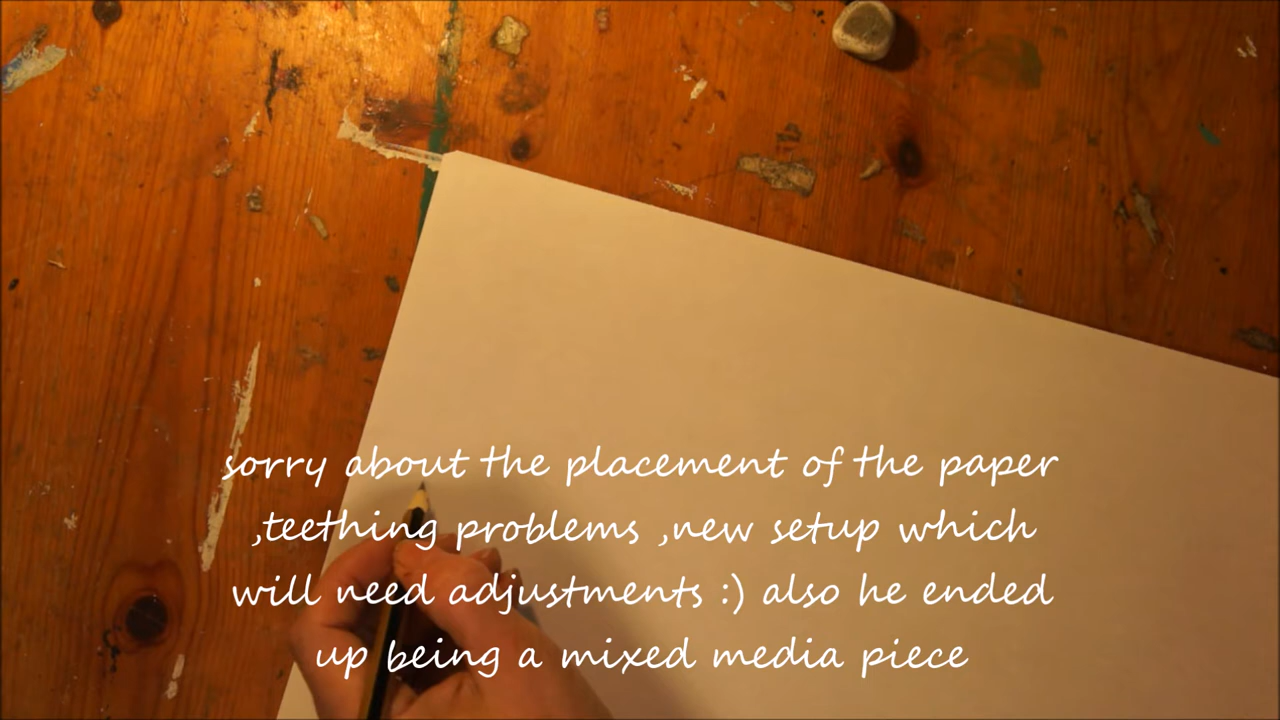 sorry about the placement of the paper
,teething problems ,new setup which
will need adjustments :) also he ended
up being a mixed media piece